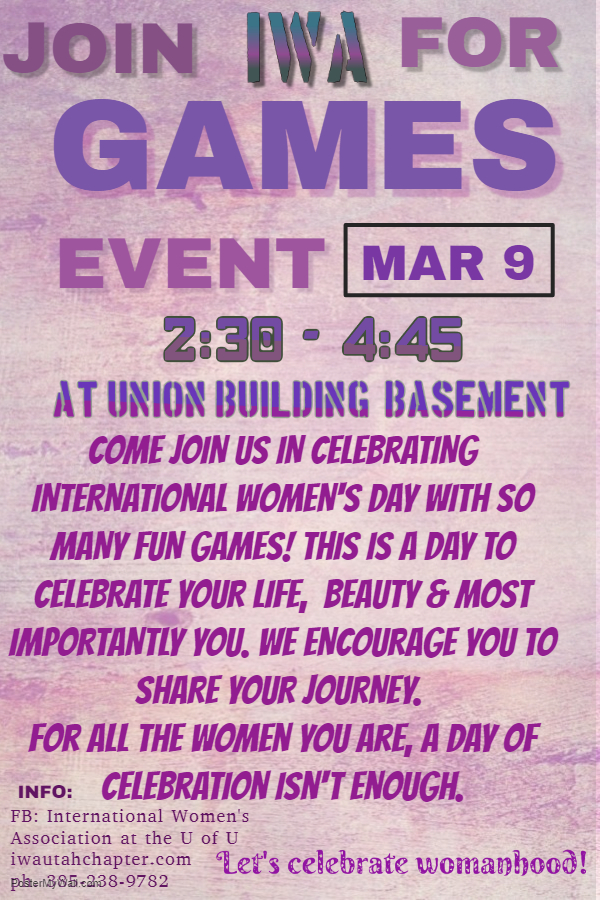 JOIN IWA FOR
GAMES
EVENT MAR 9
2:30 - 4:45
AT UNION BUILDING BASEMENT
COME JOIN US IN CELEBRATING
INTERNATIONAL WOMEN'S DAY WITH SO
MANY FUN GAMES! THIS IS A DAY TO
CELEBRATE YOUR LIFE, BEAUTY & MOST
IMPORTANTLY YOU. WE ENCOURAGE YOU TO
SHARE YOUR JOURNEY.
FOR ALL THE WOMEN YOU ARE, A DAY OF
CELEBRATION ISN'T ENOUGH.
INFO:
FB: International Women's
Association at the U of U
iwautahchapter.com
ph: 385-238-9782
PosterMyWall.com
Let's celebrate womanhood!